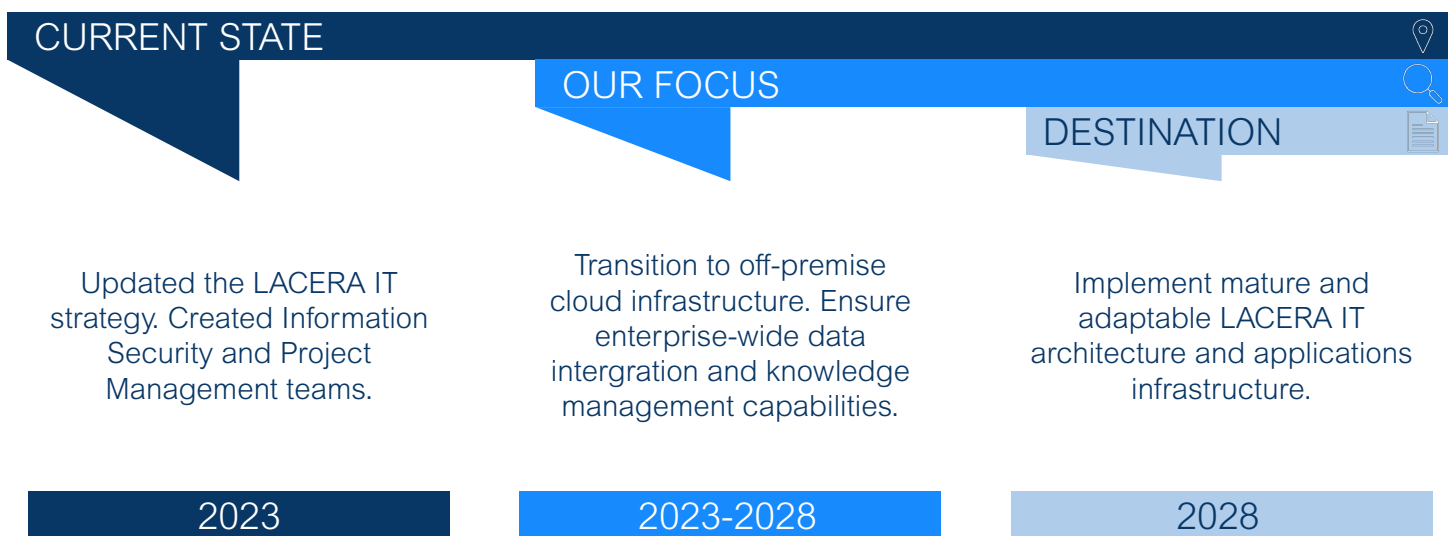 CURRENT STATE
OUR FOCUS
DESTINATION
Updated the LACERA IT
strategy. Created Information
Security and Project
Management teams.
Transition to off-premise
cloud infrastructure. Ensure
enterprise-wide data
intergration and knowledge
management capabilities.
Implement mature and
adaptable LACERA IT
architecture and applications
infrastructure.
2023
2023-2028
2028